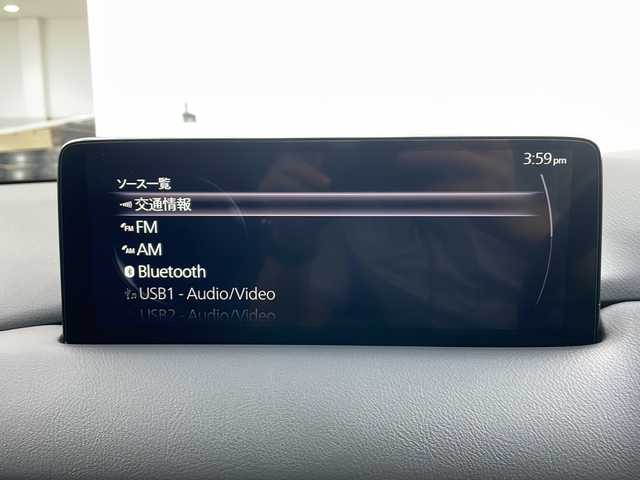 3:59pm
ソース一覧
交通情報
FM
AM
Bluetooth
USB1 - Audio/Video
USB2 - Audio/Video